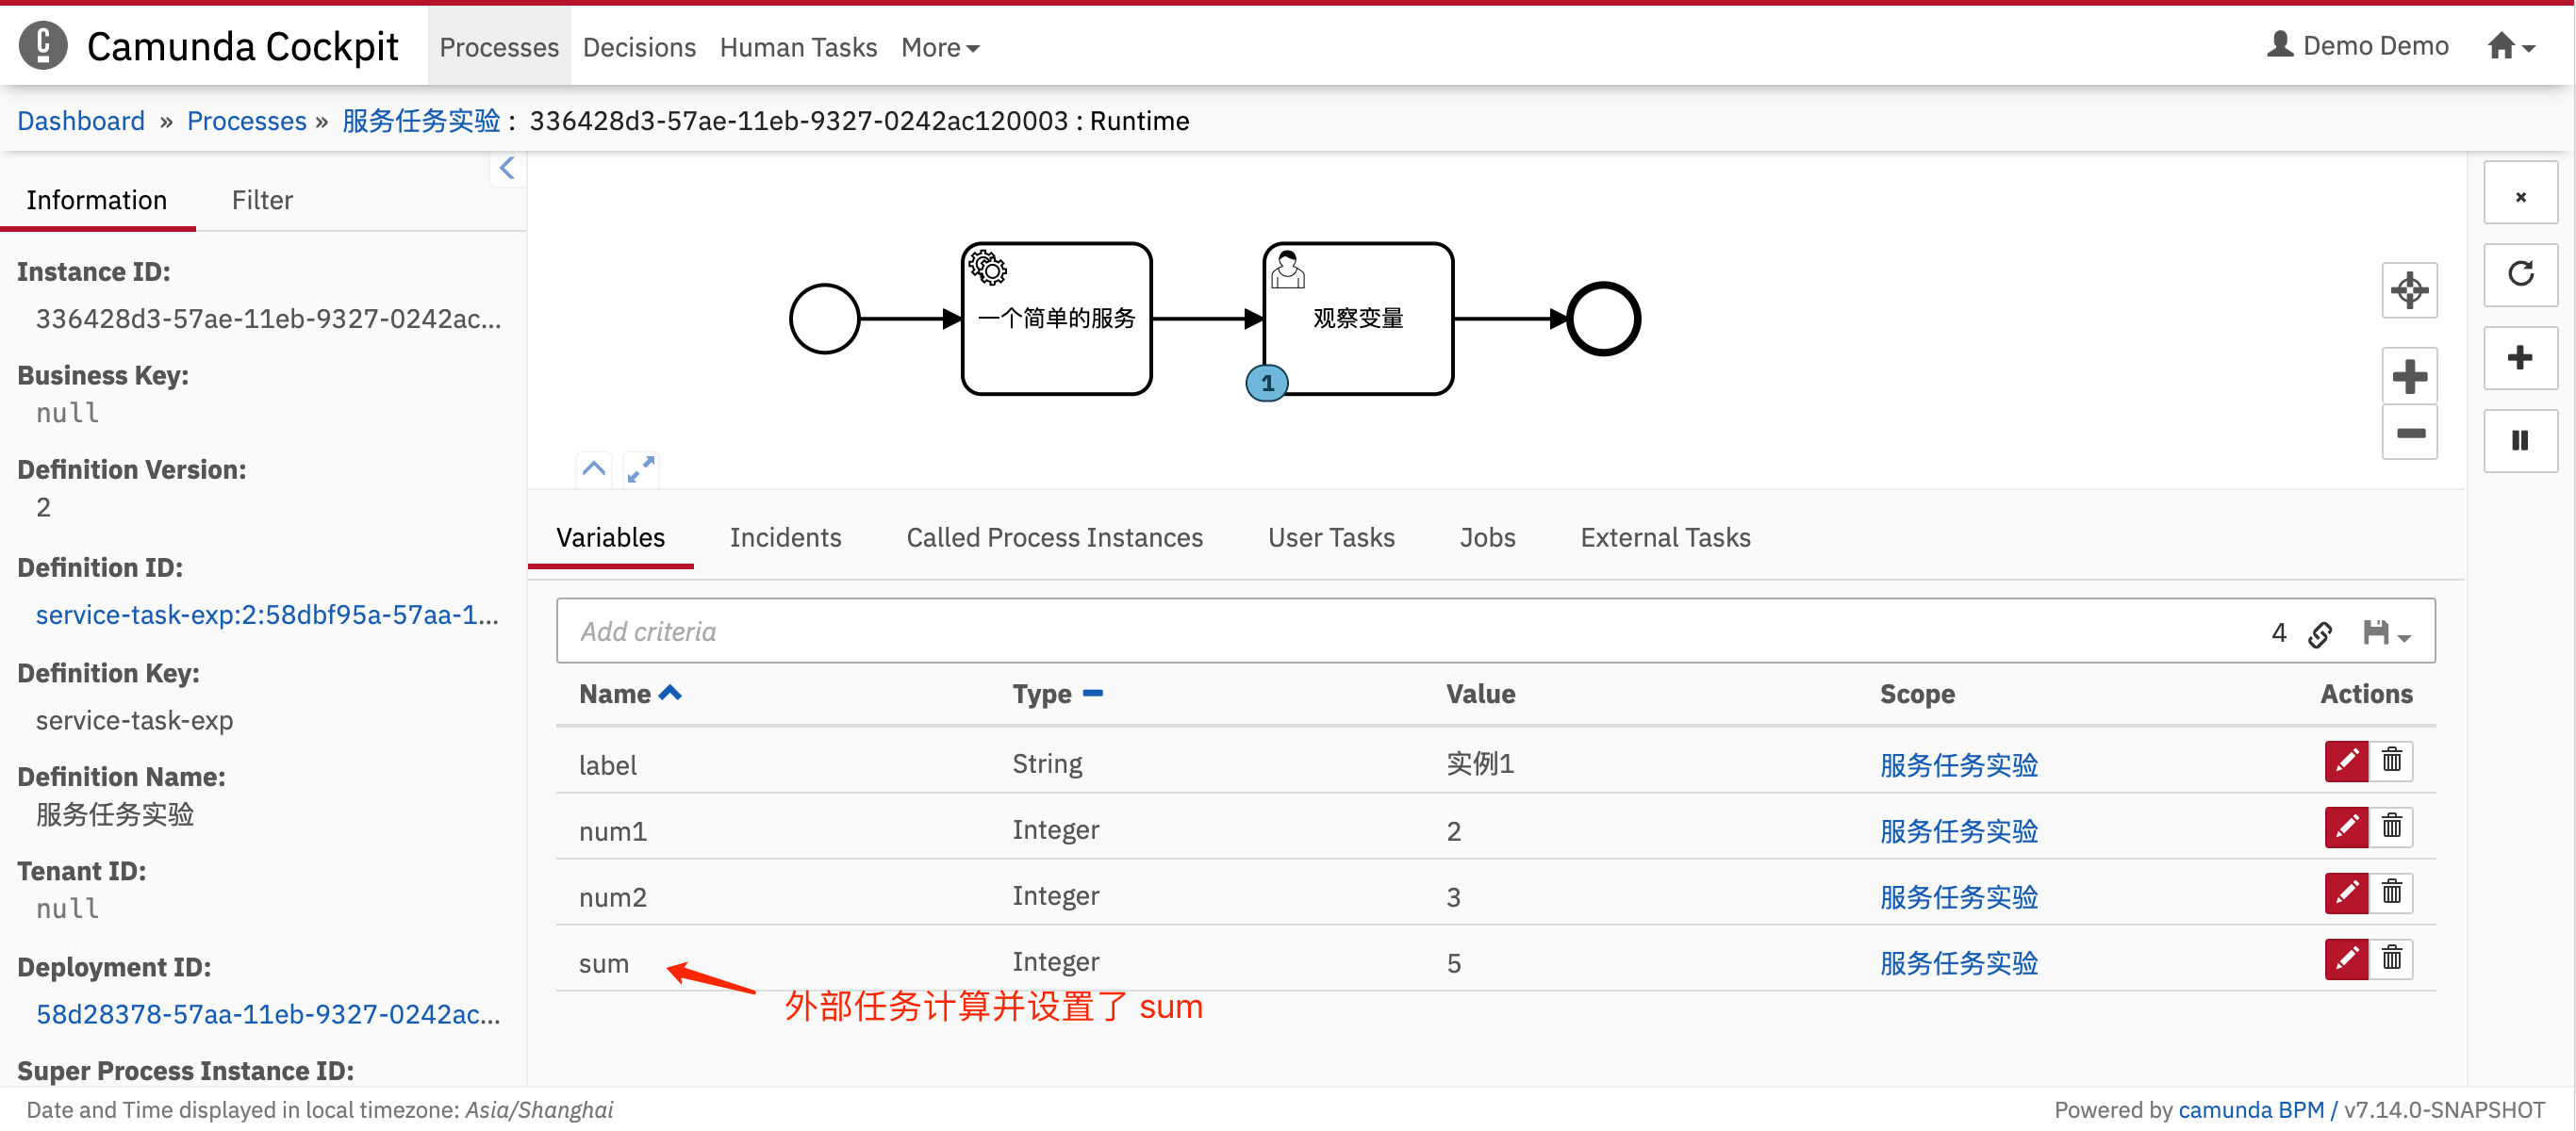 Camunda Cockpit Processes Decisions Human Tasks More Demo Demo
Dashboard » Processes » 服务任务实验 : 336428d3-57ae-11eb-9327-0242ac120003 : Runtime
Information Filter
Instance ID:
336428d3-57ae-11eb-9327-0242ac...
Business Key:
null
Definition Version:
2
Definition ID:
service-task-exp:2:58dbf95a-57aa-1...
Definition Key:
service-task-exp
Definition Name:
服务任务实验
Tenant ID:
null
Deployment ID:
58d28378-57aa-11eb-9327-0242ac...
Super Process Instance ID:
一个简单的服务
观察变量
1
Variables Incidents Called Process Instances User Tasks Jobs External Tasks
Add criteria 4
Name Type Value Scope Actions
label String 实例1 服务任务实验
num1 Integer 2 服务任务实验
num2 Integer 3 服务任务实验
sum Integer 5 服务任务实验
外部任务计算并设置了 sum
Date and Time displayed in local timezone: Asia/Shanghai
Powered by camunda BPM / v7.14.0-SNAPSHOT